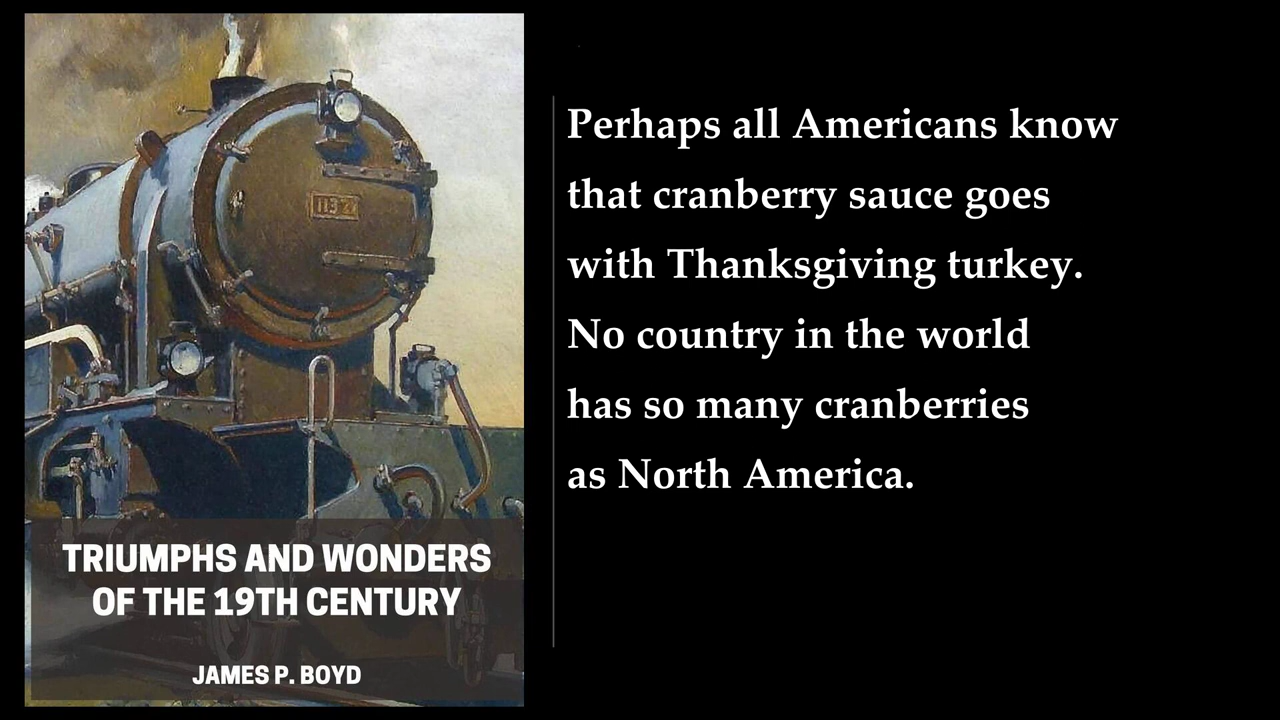 Perhaps all Americans know
that cranberry sauce goes
with Thanksgiving turkey.
No country in the world
has so many cranberries
as North America.
TRIUMPHS AND WONDERS
OF THE 19TH CENTURY
JAMES P. BOYD